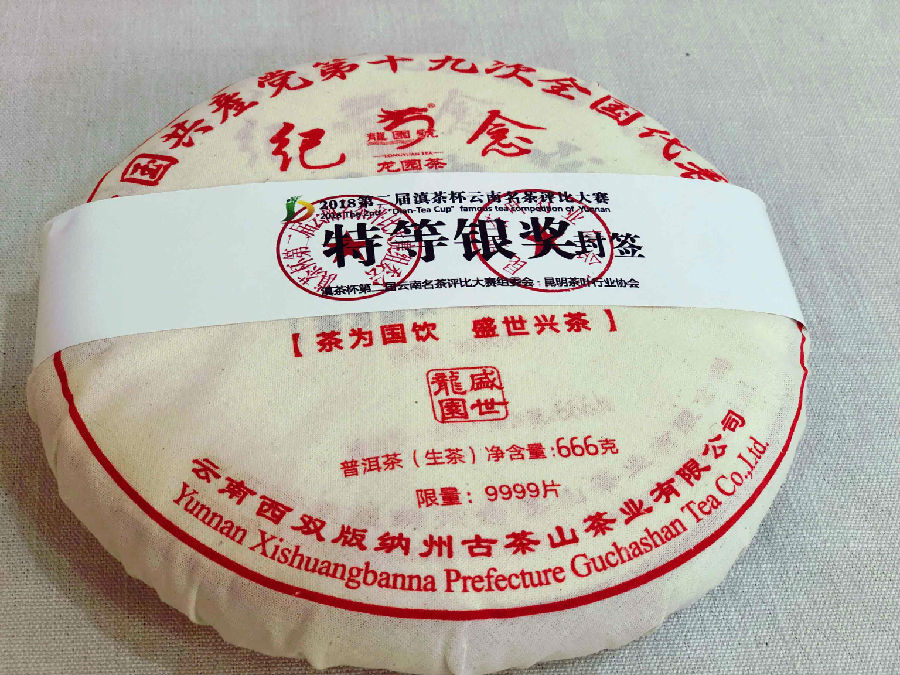 国共产党第十九次全国代表
纪念
龍園號
LONGYUAN TEA
龙园茶
2018第二届滇茶杯云南名茶评比大赛
"2018 The 2nd" "Dian-Tea Cup" famous tea competition of Yunnan
特等银奖封签
滇茶杯第二届云南名茶评比大赛组委会·昆明茶叶行业协会
【茶为国饮 盛世兴茶】
龍園 盛世
普洱茶（生茶）净含量:666克
限量：9999片
云南西双版纳州古茶山茶业有限公司
Yunnan Xishuangbanna Prefecture Guchashan Tea Co.,Ltd.